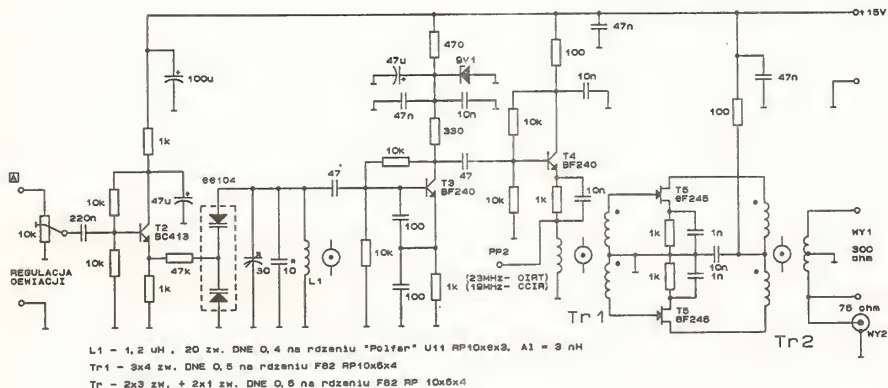 +15V
47n
100u
470
100
47n
47u
9V1
10n
47n
10n
100
1k
330
10k
10k
T4
BF240
A
10k
47u
BB104
47
47
10n
T5
BF245
220n
T2
BC413
T3
BF240
10k
1k
10k
100
1k
1n
WY1
10k
47k
30
10
L1
10k
PP2
300
ohm
REGULACJA
DEWIACJI
1k
100
1k
(23MHz- OIRT)
(19MHz- CCIR)
1k
10n
1n
Tr1
T5
BF245
75
ohm
WY2
Tr2
L1 - 1,2 uH , 20 zw. DNE 0,4 na rdzeniu "Polfer" U11 RP10x6x3, Al = 3 nH
Tr1 - 3x4 zw. DNE 0,5 na rdzeniu F82 RP10x6x4
Tr - 2x3 zw. + 2x1 zw. DNE 0,6 na rdzeniu F82 RP 10x6x4